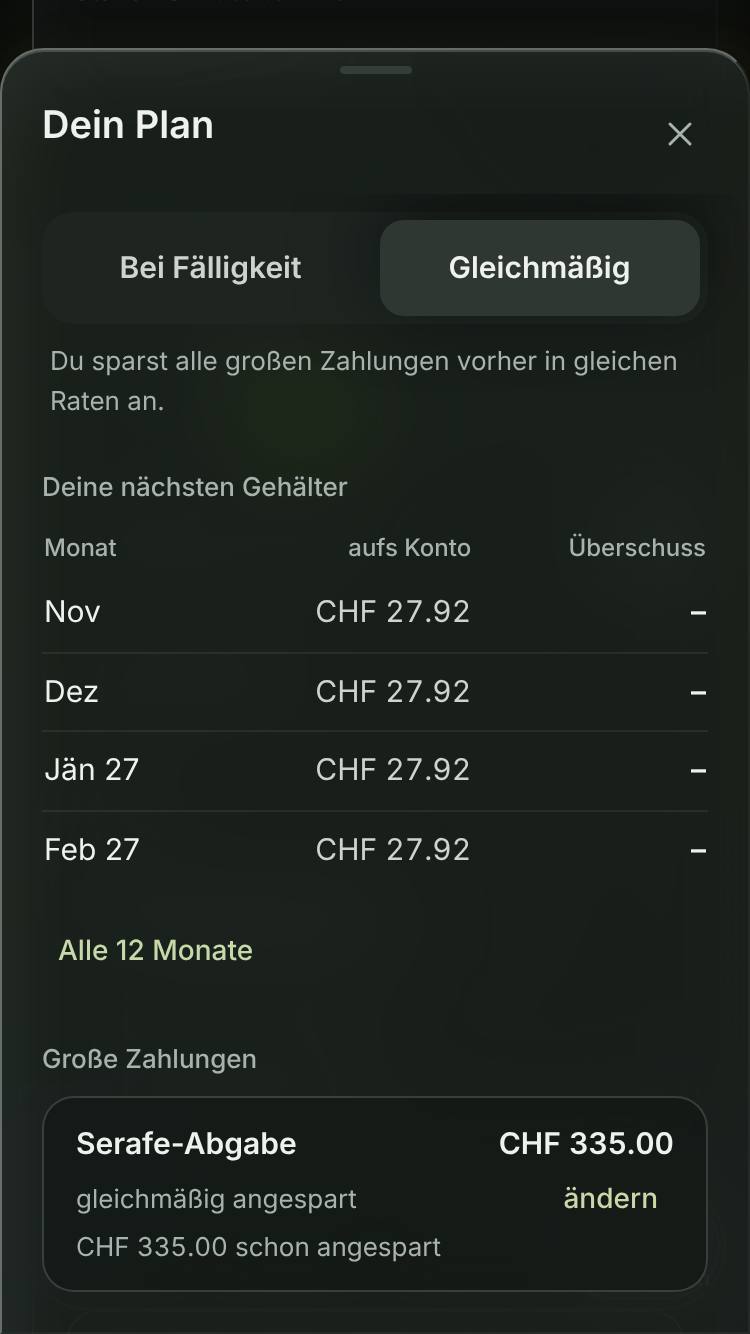 Dein Plan
Bei Fälligkeit
Gleichmäßig
Du sparst alle großen Zahlungen vorher in gleichen
Raten an.
Deine nächsten Gehälter
Monat aufs Konto Überschuss
Nov CHF 27.92 –
Dez CHF 27.92 –
Jän 27 CHF 27.92 –
Feb 27 CHF 27.92 –
Alle 12 Monate
Große Zahlungen
Serafe-Abgabe CHF 335.00
gleichmäßig angespart ändern
CHF 335.00 schon angespart